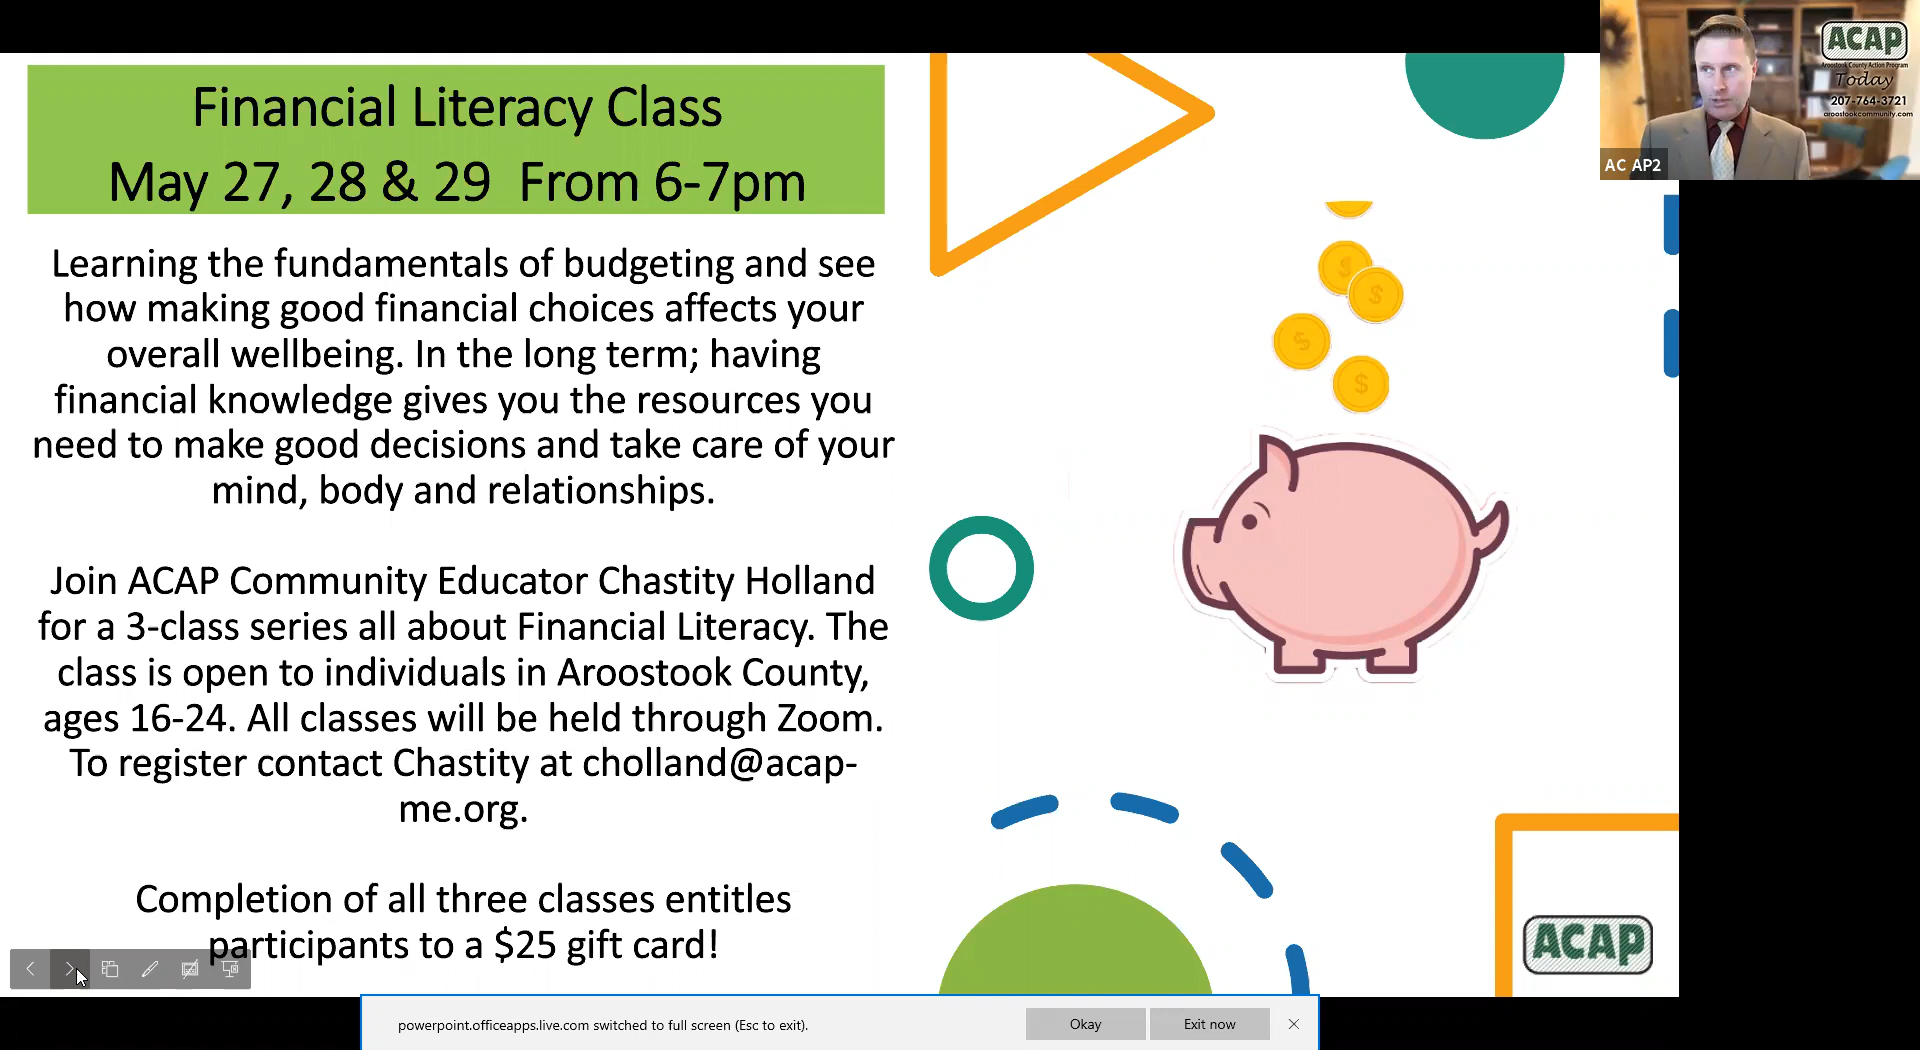 Financial Literacy Class
May 27, 28 & 29 From 6-7pm
Learning the fundamentals of budgeting and see
how making good financial choices affects your
overall wellbeing. In the long term; having
financial knowledge gives you the resources you
need to make good decisions and take care of your
mind, body and relationships.
Join ACAP Community Educator Chastity Holland
for a 3-class series all about Financial Literacy. The
class is open to individuals in Aroostook County,
ages 16-24. All classes will be held through Zoom.
To register contact Chastity at cholland@acap-
me.org.
Completion of all three classes entitles
participants to a $25 gift card!
$
$
$
$
ACAP
ACAP
Aroostook County Action Program
Today
207-764-3721
aroostookcommunity.com
AC AP2
powerpoint.officeapps.live.com switched to full screen (Esc to exit).
Okay
Exit now